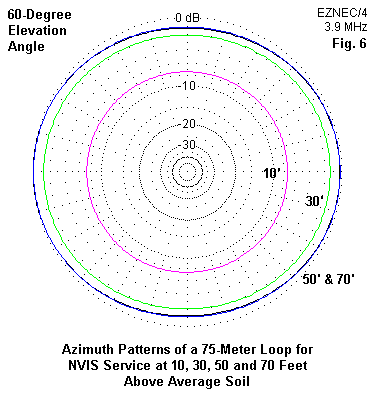 60-Degree
Elevation
Angle
0 dB
EZNEC/4
3.9 MHz
Fig. 6
-10
-20
-30
10'
30'
50' & 70'
Azimuth Patterns of a 75-Meter Loop for
NVIS Service at 10, 30, 50 and 70 Feet
Above Average Soil